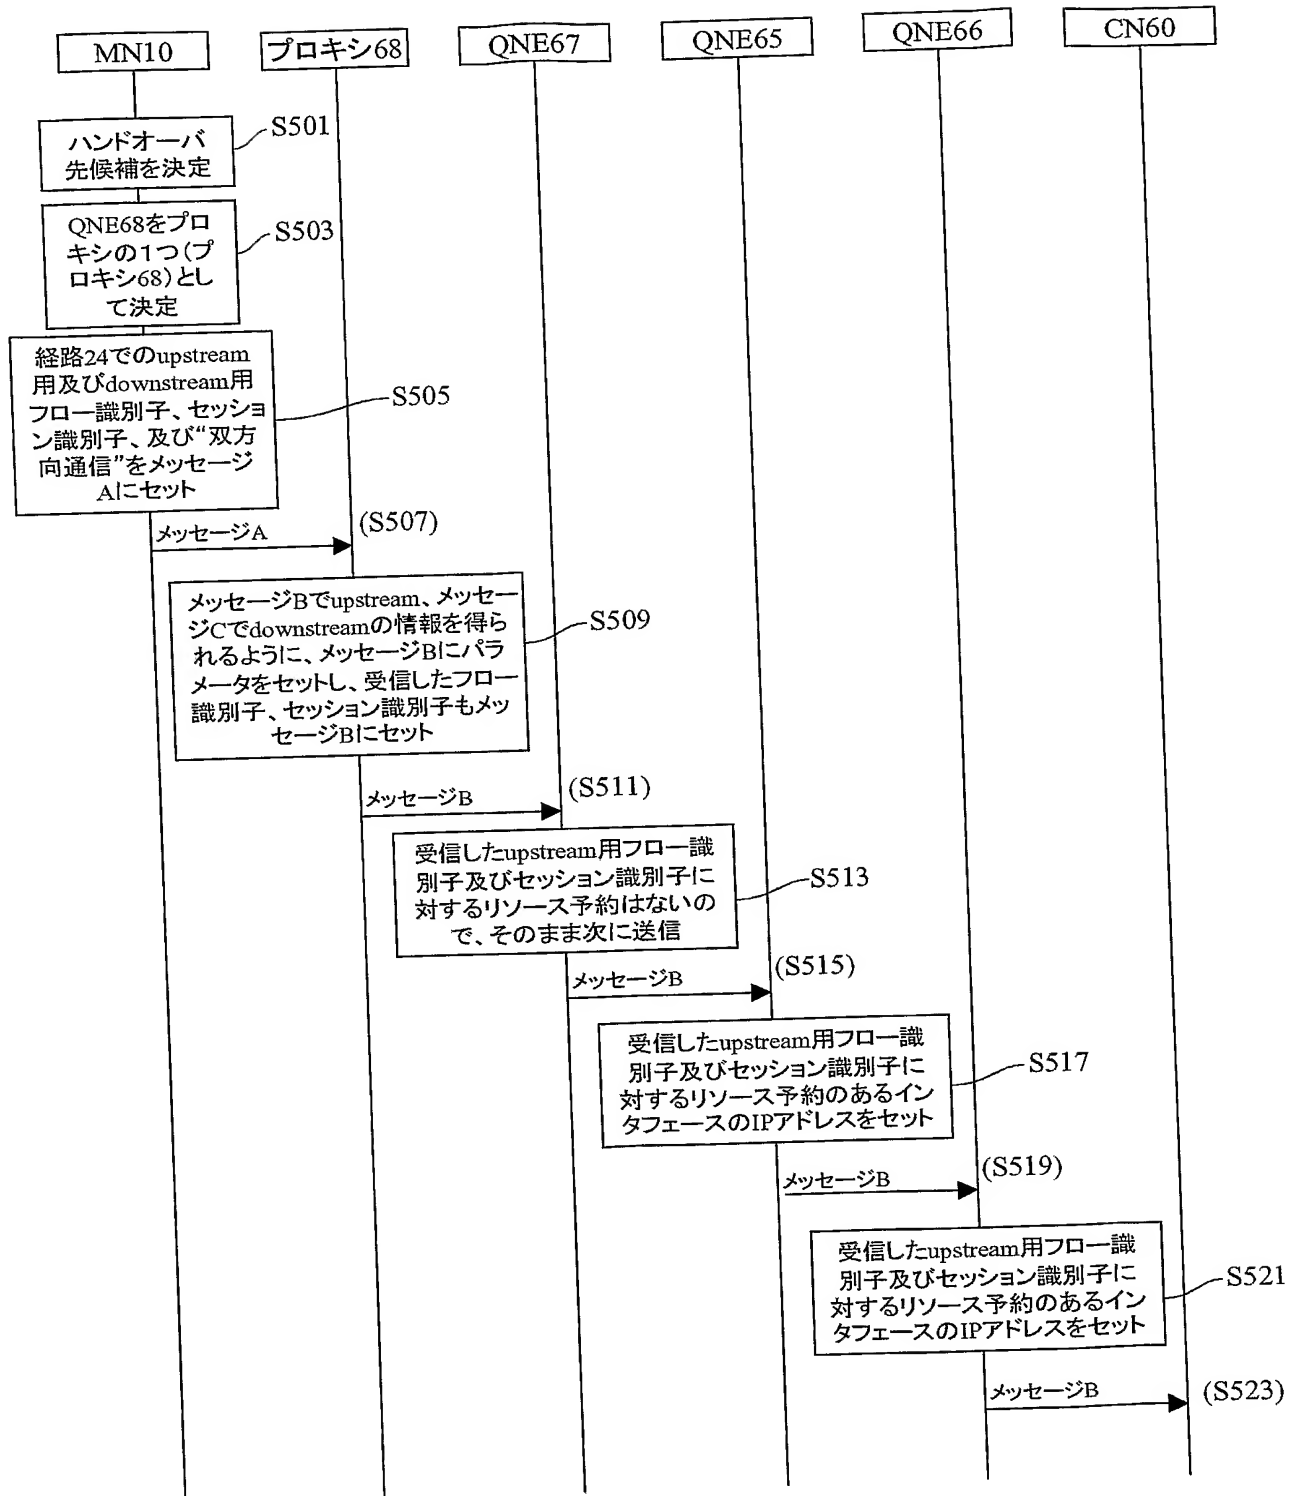 MN10
プロキシ68
QNE67
QNE65
QNE66
CN60
ハンドオーバ
先候補を決定
S501
QNE68をプロ
キシの1つ(プ
ロキシ68)とし
て決定
S503
経路24でのupstream
用及びdownstream用
フロー識別子、セッショ
ン識別子、及び“双方
向通信”をメッセージ
Aにセット
S505
メッセージA
(S507)
メッセージBでupstream、メッセー
ジCでdownstreamの情報を得ら
れるように、メッセージBにパラ
メータをセットし、受信したフロー
識別子、セッション識別子もメッ
セージBにセット
S509
メッセージB
(S511)
受信したupstream用フロー識
別子及びセッション識別子に
対するリソース予約はないの
で、そのまま次に送信
S513
メッセージB
(S515)
受信したupstream用フロー識
別子及びセッション識別子に
対するリソース予約のあるイン
タフェースのIPアドレスをセット
S517
メッセージB
(S519)
受信したupstream用フロー識
別子及びセッション識別子に
対するリソース予約のあるイン
タフェースのIPアドレスをセット
S521
メッセージB
(S523)